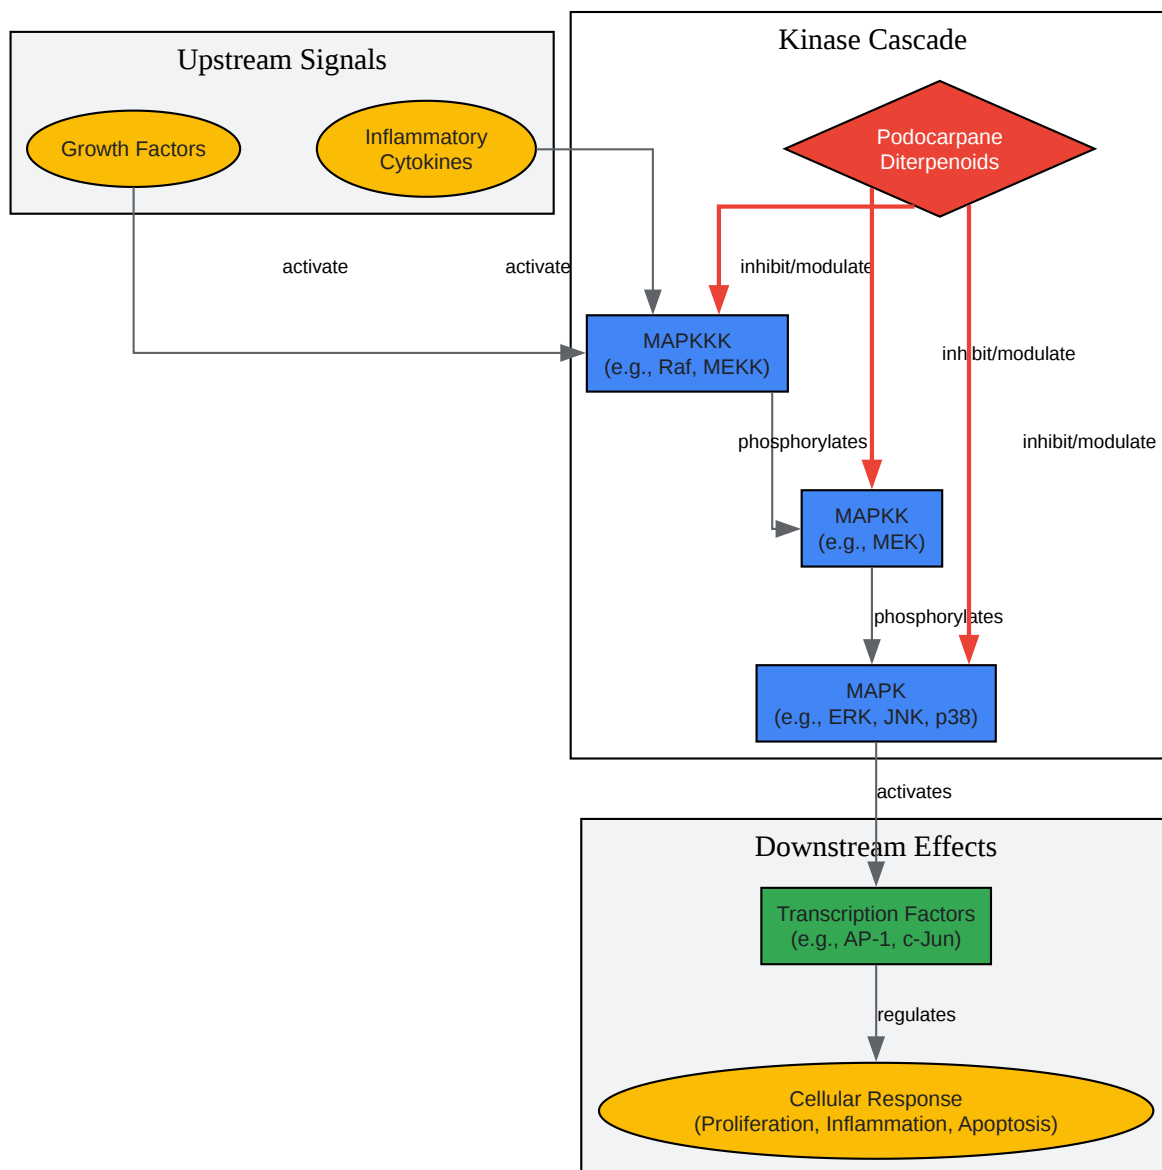 Upstream Signals
Kinase Cascade
Growth Factors
Inflammatory
Cytokines
Podocarpane
Diterpenoids
activate
activate
inhibit/modulate
MAPKKK
(e.g., Raf, MEKK)
inhibit/modulate
phosphorylates
inhibit/modulate
MAPKK
(e.g., MEK)
phosphorylates
MAPK
(e.g., ERK, JNK, p38)
activates
Downstream Effects
Transcription Factors
(e.g., AP-1, c-Jun)
regulates
Cellular Response
(Proliferation, Inflammation, Apoptosis)